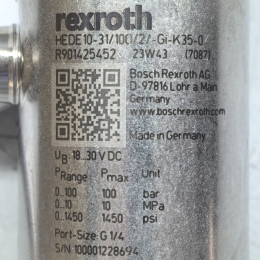 rexroth
HEDE10-31/100/2/-Gi-K35-0
R901425452 23W43 (7087)
Bosch Rexroth AG
D-97816 Lohr a Main
Germany
www.boschrexroth.com
Made in Germany
UB: 18...30 V DC
PRange Pmax Unit
0...100 100 bar
0...10 10 MPa
0...1450 1450 psi
Port-Size: G 1/4
S/N: 100001228694